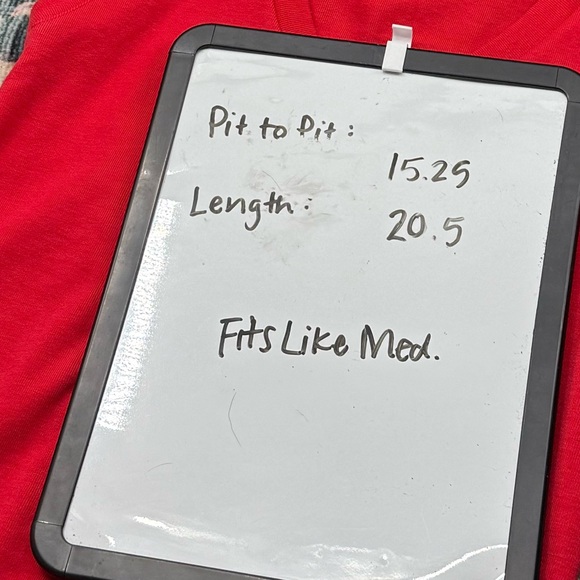 Pit to Pit:
15.25
Length:
20.5
Fits Like Med.